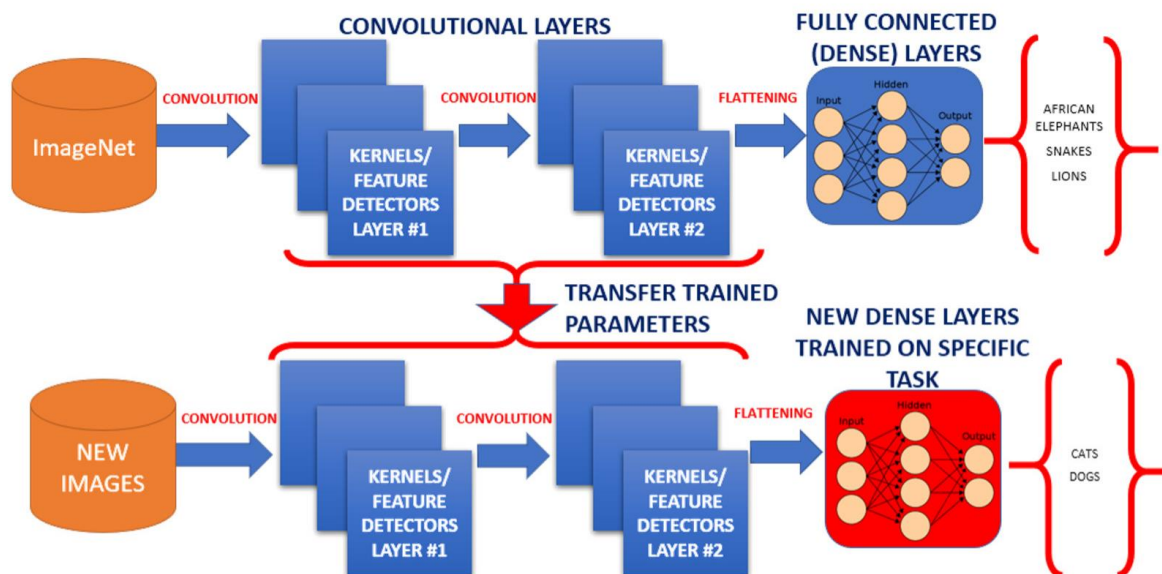 CONVOLUTIONAL LAYERS
FULLY CONNECTED
(DENSE) LAYERS
ImageNet
CONVOLUTION
KERNELS/
FEATURE
DETECTORS
LAYER #1
CONVOLUTION
KERNELS/
FEATURE
DETECTORS
LAYER #2
FLATTENING
Input
Hidden
Output
AFRICAN
ELEPHANTS
SNAKES
LIONS
TRANSFER TRAINED
PARAMETERS
NEW DENSE LAYERS
TRAINED ON SPECIFIC
TASK
NEW
IMAGES
CONVOLUTION
KERNELS/
FEATURE
DETECTORS
LAYER #1
CONVOLUTION
KERNELS/
FEATURE
DETECTORS
LAYER #2
FLATTENING
Input
Hidden
Output
CATS
DOGS